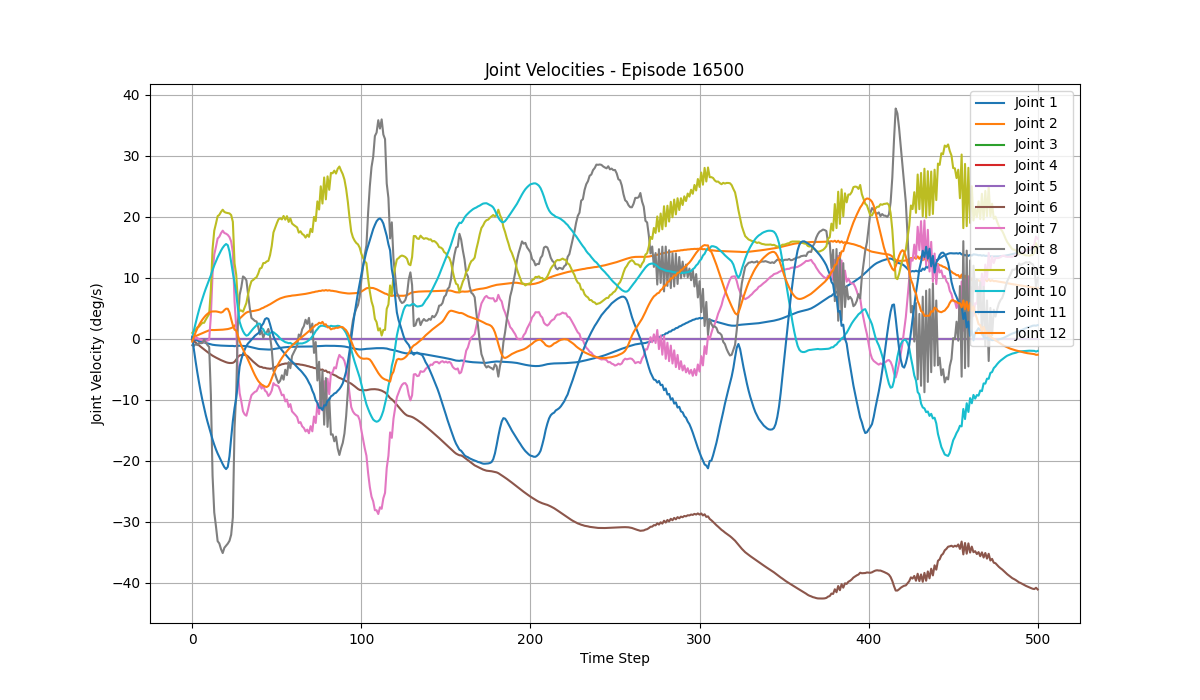 Joint Velocities - Episode 16500
Joint Velocity (deg/s)
40
30
20
10
0
−10
−20
−30
−40
0
100
200
300
400
500
Time Step
Joint 1
Joint 2
Joint 3
Joint 4
Joint 5
Joint 6
Joint 7
Joint 8
Joint 9
Joint 10
Joint 11
Joint 12